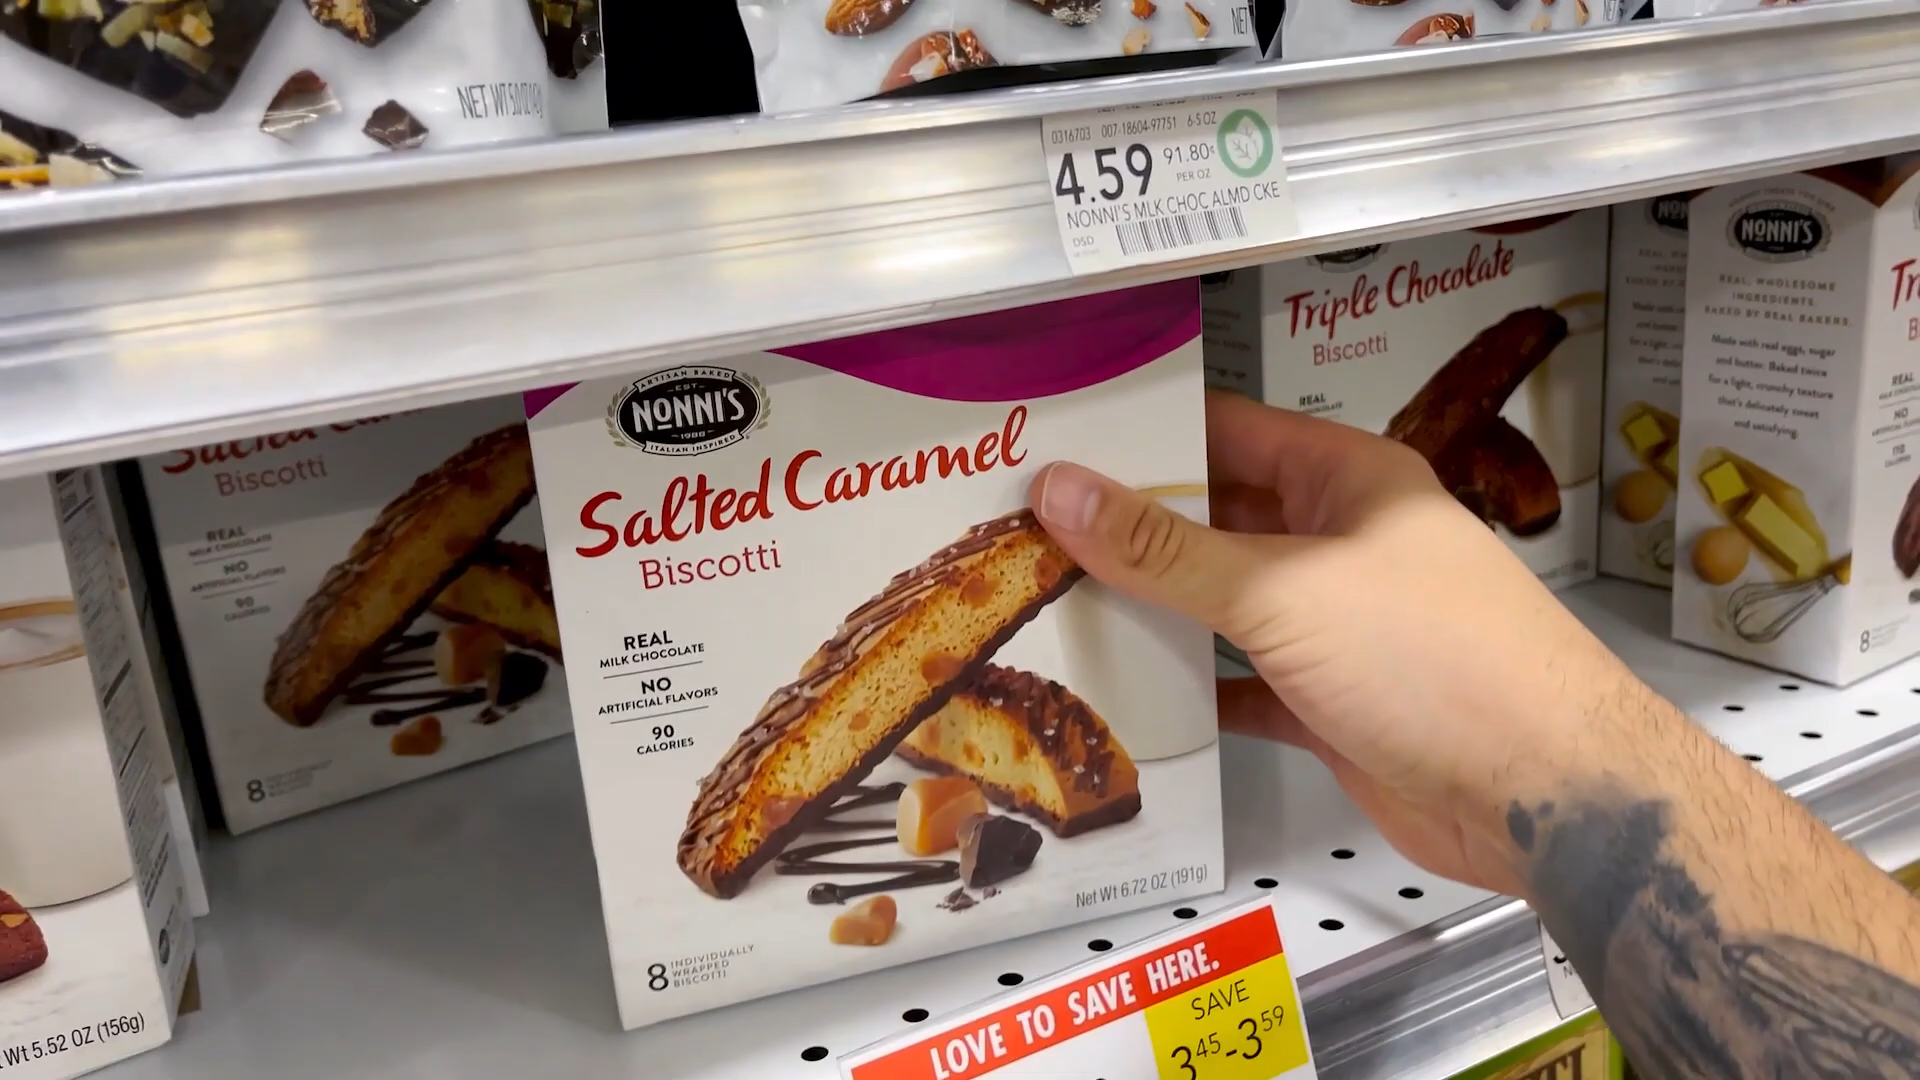 NET WT 5.0 OZ (142g)
NET
NET
0316703 007-18604-97751 6-5 OZ
4.59
91.80¢
PER OZ
NONNI'S MLK CHOC ALMD CKE
DSD
Salted
Biscotti
REAL
MILK CHOCOLATE
NO
ARTIFICIAL FLAVORS
90
CALORIES
8
Wt 5.52 OZ (156g)
ARTISAN BAKED
EST
NONNI'S
1988
ITALIAN INSPIRED
Salted Caramel
Biscotti
REAL
MILK CHOCOLATE
NO
ARTIFICIAL FLAVORS
90
CALORIES
8 INDIVIDUALLY
WRAPPED
BISCOTTI
Net Wt 6.72 OZ (191g)
LOVE TO SAVE HERE.
SAVE
3.45-3.59
Triple Chocolate
Biscotti
REAL
NONNI'S
REAL, WHOLESOME
INGREDIENTS.
BAKED BY REAL BAKERS.
Made with real eggs, sugar
and butter. Baked twice
for a light, crunchy texture
that's delicately sweet
and satisfying.
REAL
NO
110
CALORIES
8